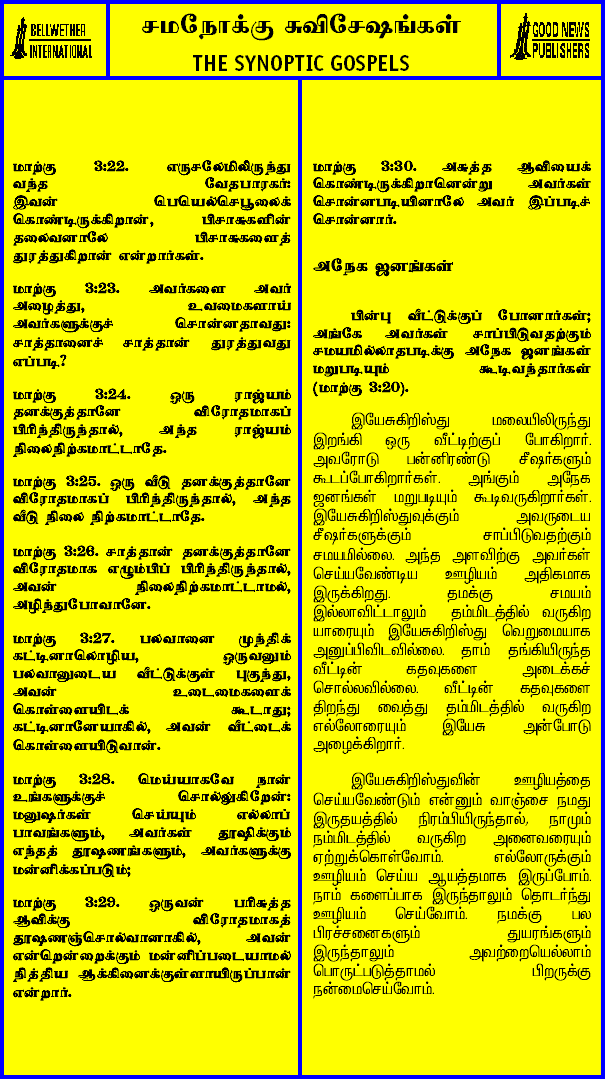 BELLWETHER
INTERNATIONAL
சமநோக்கு சுவிசேஷங்கள்
THE SYNOPTIC GOSPELS
GOOD NEWS
PUBLISHERS
மாற்கு 3:22. எருசலேமிலிருந்து
வந்த வேதபாரகர்:
இவன் பெயெல்செபூலைக்
கொண்டிருக்கிறான், பிசாசுகளின்
தலைவனாலே பிசாசுகளைத்
துரத்துகிறான் என்றார்கள்.
மாற்கு 3:23. அவர்களை அவர்
அழைத்து, உவமைகளாய்
அவர்களுக்குச் சொன்னதாவது:
சாத்தானைச் சாத்தான் துரத்துவது
எப்படி?
மாற்கு 3:24. ஒரு ராஜ்யம்
தனக்குத்தானே விரோதமாகப்
பிரிந்திருந்தால், அந்த ராஜ்யம்
நிலைநிற்கமாட்டாதே.
மாற்கு 3:25. ஒரு வீடு தனக்குத்தானே
விரோதமாகப் பிரிந்திருந்தால், அந்த
வீடு நிலை நிற்கமாட்டாதே.
மாற்கு 3:26. சாத்தான் தனக்குத்தானே
விரோதமாக எழும்பிப் பிரிந்திருந்தால்,
அவன் நிலைநிற்கமாட்டாமல்,
அழிந்துபோவானே.
மாற்கு 3:27. பலவானை முந்திக்
கட்டினாலொழிய, ஒருவனும்
பலவானுடைய வீட்டுக்குள் புகுந்து,
அவன் உடைமைகளைக்
கொள்ளையிடக் கூடாது;
கட்டினானேயாகில், அவன் வீட்டைக்
கொள்ளையிடுவான்.
மாற்கு 3:28. மெய்யாகவே நான்
உங்களுக்குச் சொல்லுகிறேன்:
மனுஷர்கள் செய்யும் எல்லாப்
பாவங்களும், அவர்கள் தூஷிக்கும்
எந்தத் தூஷணங்களும், அவர்களுக்கு
மன்னிக்கப்படும்;
மாற்கு 3:29. ஒருவன் பரிசுத்த
ஆவிக்கு விரோதமாகத்
தூஷணஞ்சொல்வானாகில், அவன்
என்றென்றைக்கும் மன்னிப்படையாமல்
நித்திய ஆக்கினைக்குள்ளாயிருப்பான்
என்றார்.
மாற்கு 3:30. அசுத்த ஆவியைக்
கொண்டிருக்கிறானென்று அவர்கள்
சொன்னபடியினாலே அவர் இப்படிச்
சொன்னார்.
அநேக ஜனங்கள்
பின்பு வீட்டுக்குப் போனார்கள்;
அங்கே அவர்கள் சாப்பிடுவதற்கும்
சமயமில்லாதபடிக்கு அநேக ஜனங்கள்
மறுபடியும் கூடிவந்தார்கள்
(மாற்கு 3:20).
இயேசுகிறிஸ்து மலையிலிருந்து
இறங்கி ஒரு வீட்டிற்குப் போகிறார்.
அவரோடு பன்னிரண்டு சீஷர்களும்
கூடப்போகிறார்கள். அங்கும் அநேக
ஜனங்கள் மறுபடியும் கூடிவருகிறார்கள்.
இயேசுகிறிஸ்துவுக்கும் அவருடைய
சீஷர்களுக்கும் சாப்பிடுவதற்கும்
சமயமில்லை. அந்த அளவிற்கு அவர்கள்
செய்யவேண்டிய ஊழியம் அதிகமாக
இருக்கிறது. தமக்கு சமயம்
இல்லாவிட்டாலும் தம்மிடத்தில் வருகிற
யாரையும் இயேசுகிறிஸ்து வெறுமையாக
அனுப்பிவிடவில்லை. தாம் தங்கியிருந்த
வீட்டின் கதவுகளை அடைக்கச்
சொல்லவில்லை. வீட்டின் கதவுகளை
திறந்து வைத்து தம்மிடத்தில் வருகிற
எல்லோரையும் இயேசு அன்போடு
அழைக்கிறார்.
இயேசுகிறிஸ்துவின் ஊழியத்தை
செய்யவேண்டும் என்னும் வாஞ்சை நமது
இருதயத்தில் நிரம்பியிருந்தால், நாமும்
நம்மிடத்தில் வருகிற அனைவரையும்
ஏற்றுக்கொள்வோம். எல்லோருக்கும்
ஊழியம் செய்ய ஆயத்தமாக இருப்போம்.
நாம் களைப்பாக இருந்தாலும் தொடர்ந்து
ஊழியம் செய்வோம். நமக்கு பல
பிரச்சனைகளும் துயரங்களும்
இருந்தாலும் அவற்றையெல்லாம்
பொருட்படுத்தாமல் பிறருக்கு
நன்மைசெய்வோம்.